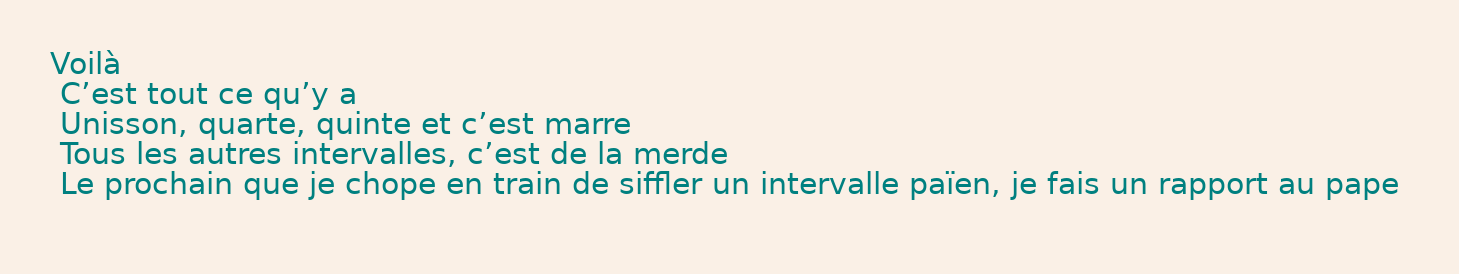 Voilà
C’est tout ce qu’y a
Unisson, quarte, quinte et c’est marre
Tous les autres intervalles, c’est de la merde
Le prochain que je chope en train de siffler un intervalle païen, je fais un rapport au pape